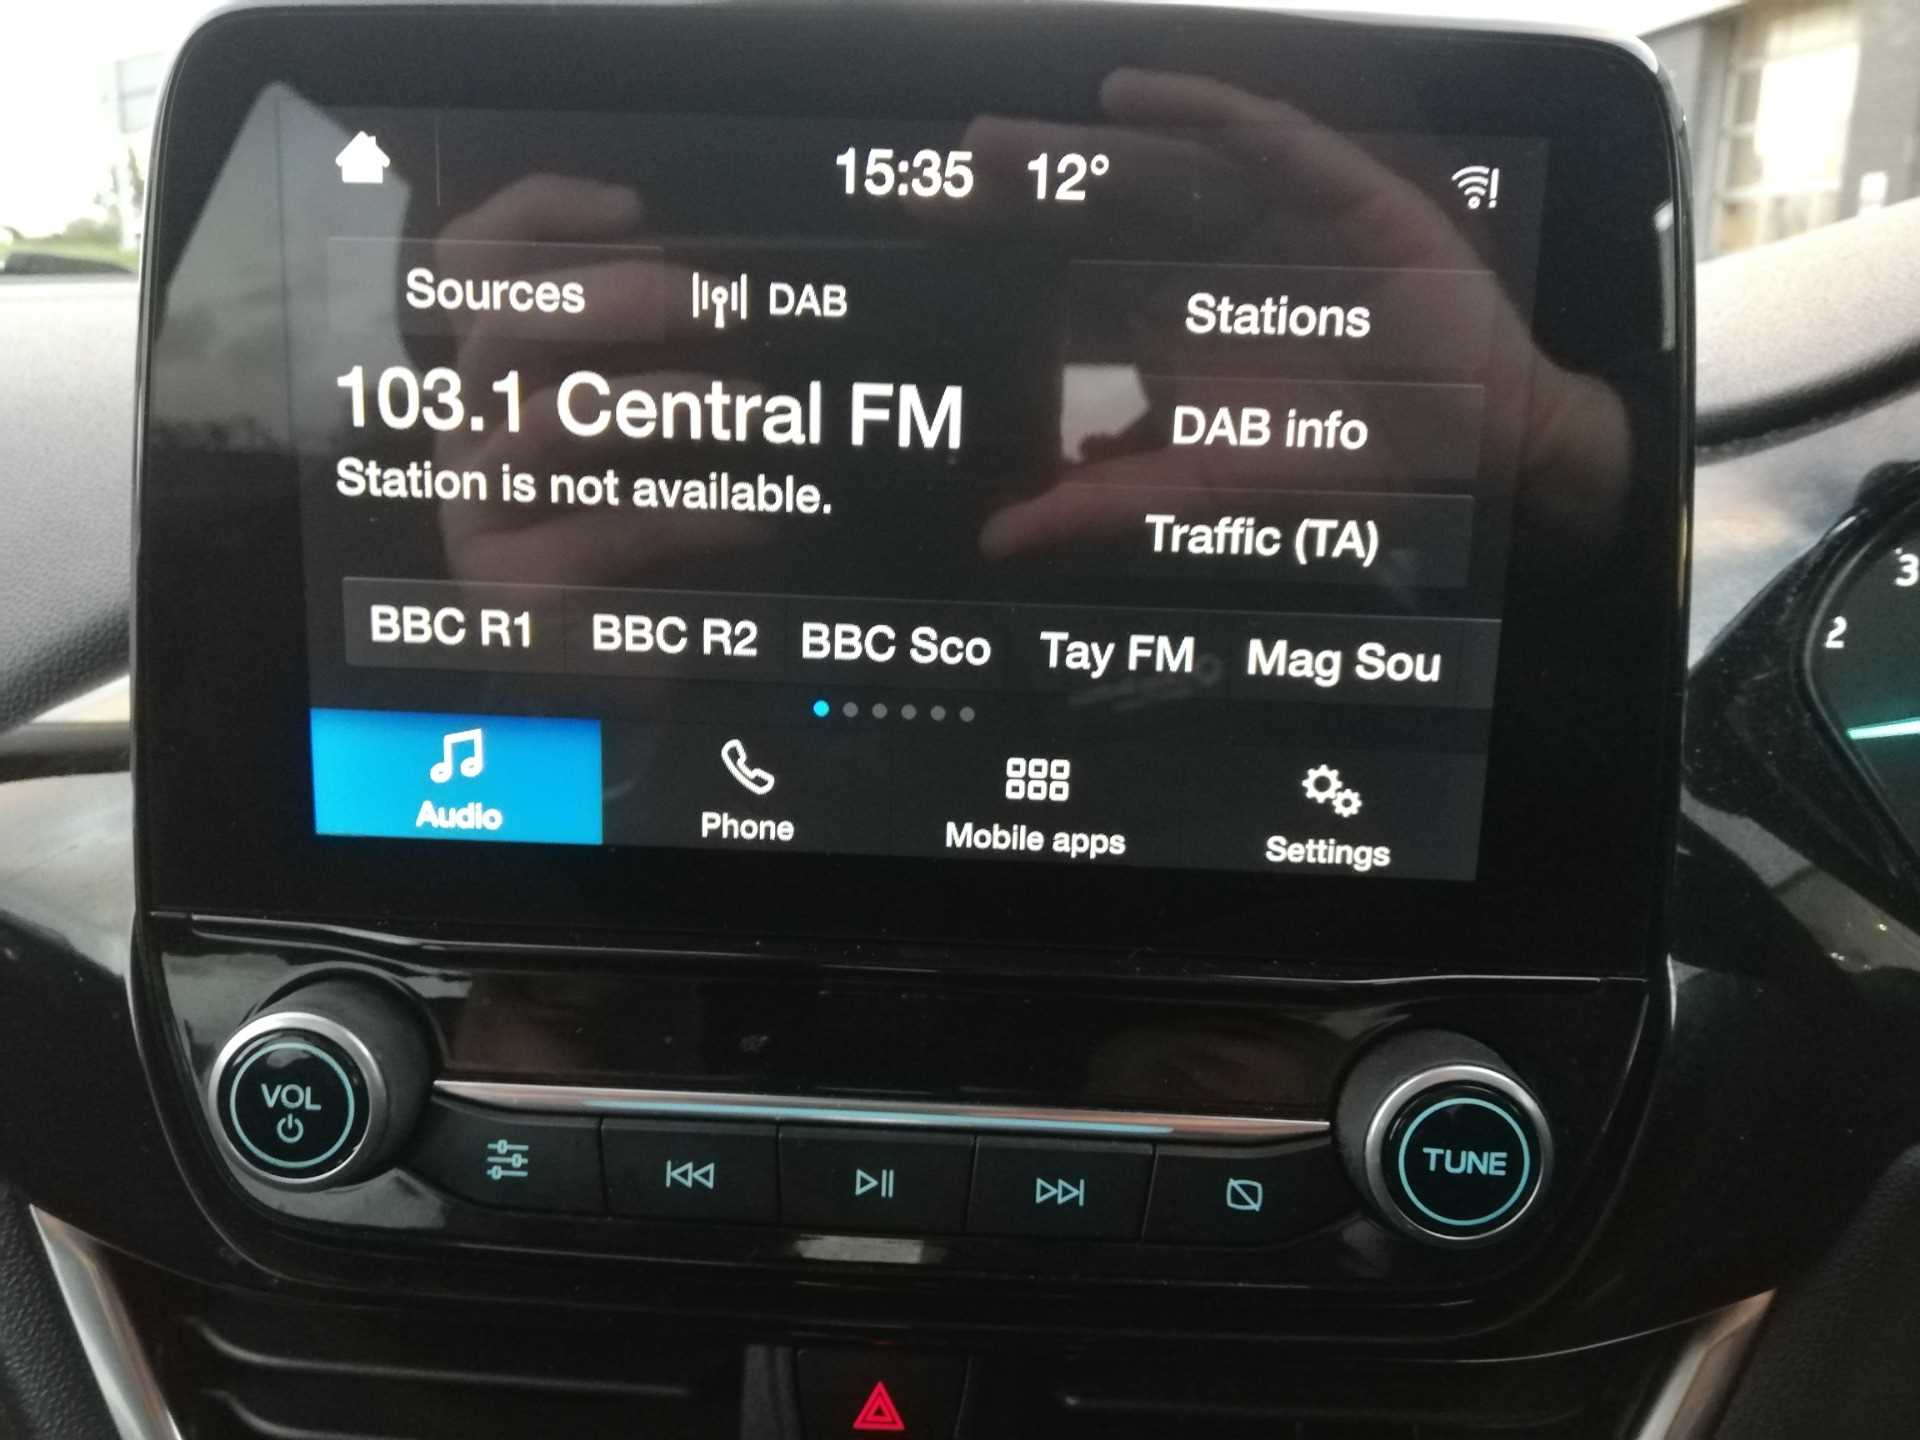 15:35 12°
Sources DAB Stations
103.1 Central FM
Station is not available.
DAB info
Traffic (TA)
BBC R1 BBC R2 BBC Sco Tay FM Mag Sou
Audio Phone Mobile apps Settings
VOL
TUNE
2
3